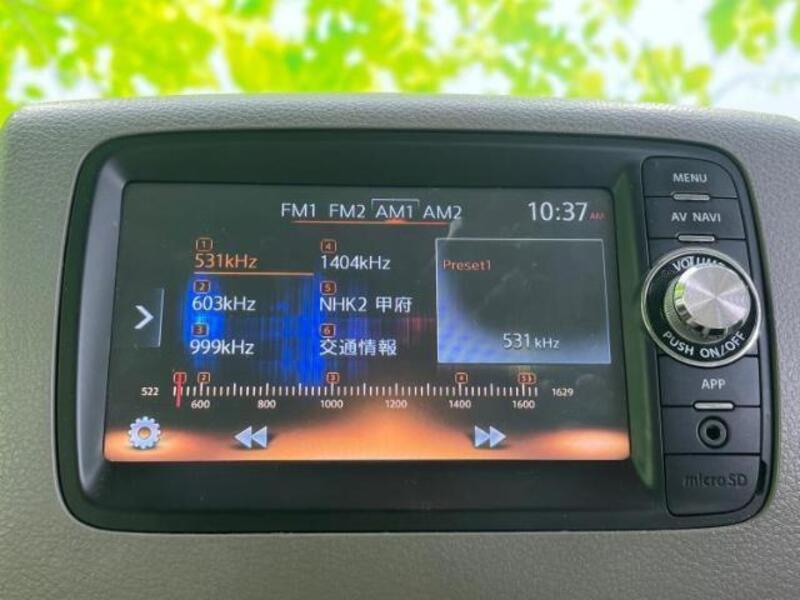 FM1 FM2 AM1 AM2 10:37 AM
1 531kHz
2 603kHz
3 999kHz
4 1404kHz
5 NHK2 甲府
6 交通情報
Preset1
531 kHz
1 2 3 4 5
522 600 800 1000 1200 1400 1600 1629
MENU
AV NAVI
VOLUME
PUSH ON/OFF
APP
micro SD